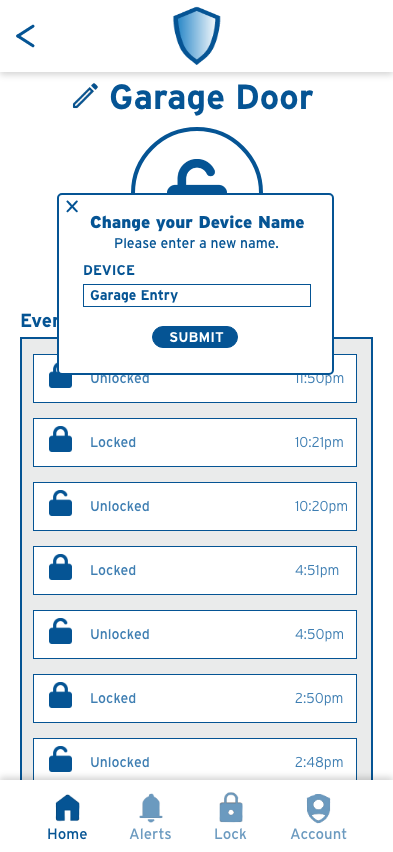 Garage Door
Change your Device Name
Please enter a new name.
DEVICE
Garage Entry
SUBMIT
Unlocked 11:50pm
Locked 10:21pm
Unlocked 10:20pm
Locked 4:51pm
Unlocked 4:50pm
Locked 2:50pm
Unlocked 2:48pm
Home Alerts Lock Account